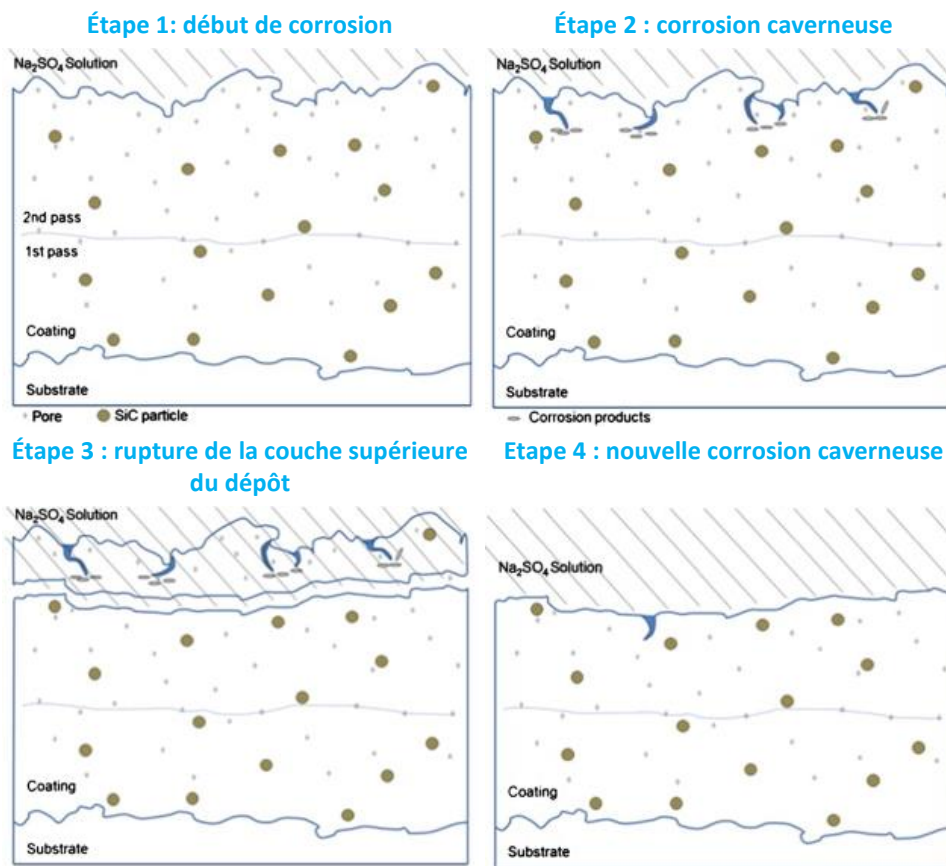 Étape 1: début de corrosion
Na₂SO₄ Solution
2nd pass
1st pass
Coating
Substrate
Pore
SiC particle
Étape 2 : corrosion caverneuse
Na₂SO₄ Solution
Coating
Substrate
Corrosion products
Étape 3 : rupture de la couche supérieure
du dépôt
Na₂SO₄ Solution
Coating
Substrate
Etape 4 : nouvelle corrosion caverneuse
Na₂SO₄ Solution
Coating
Substrate